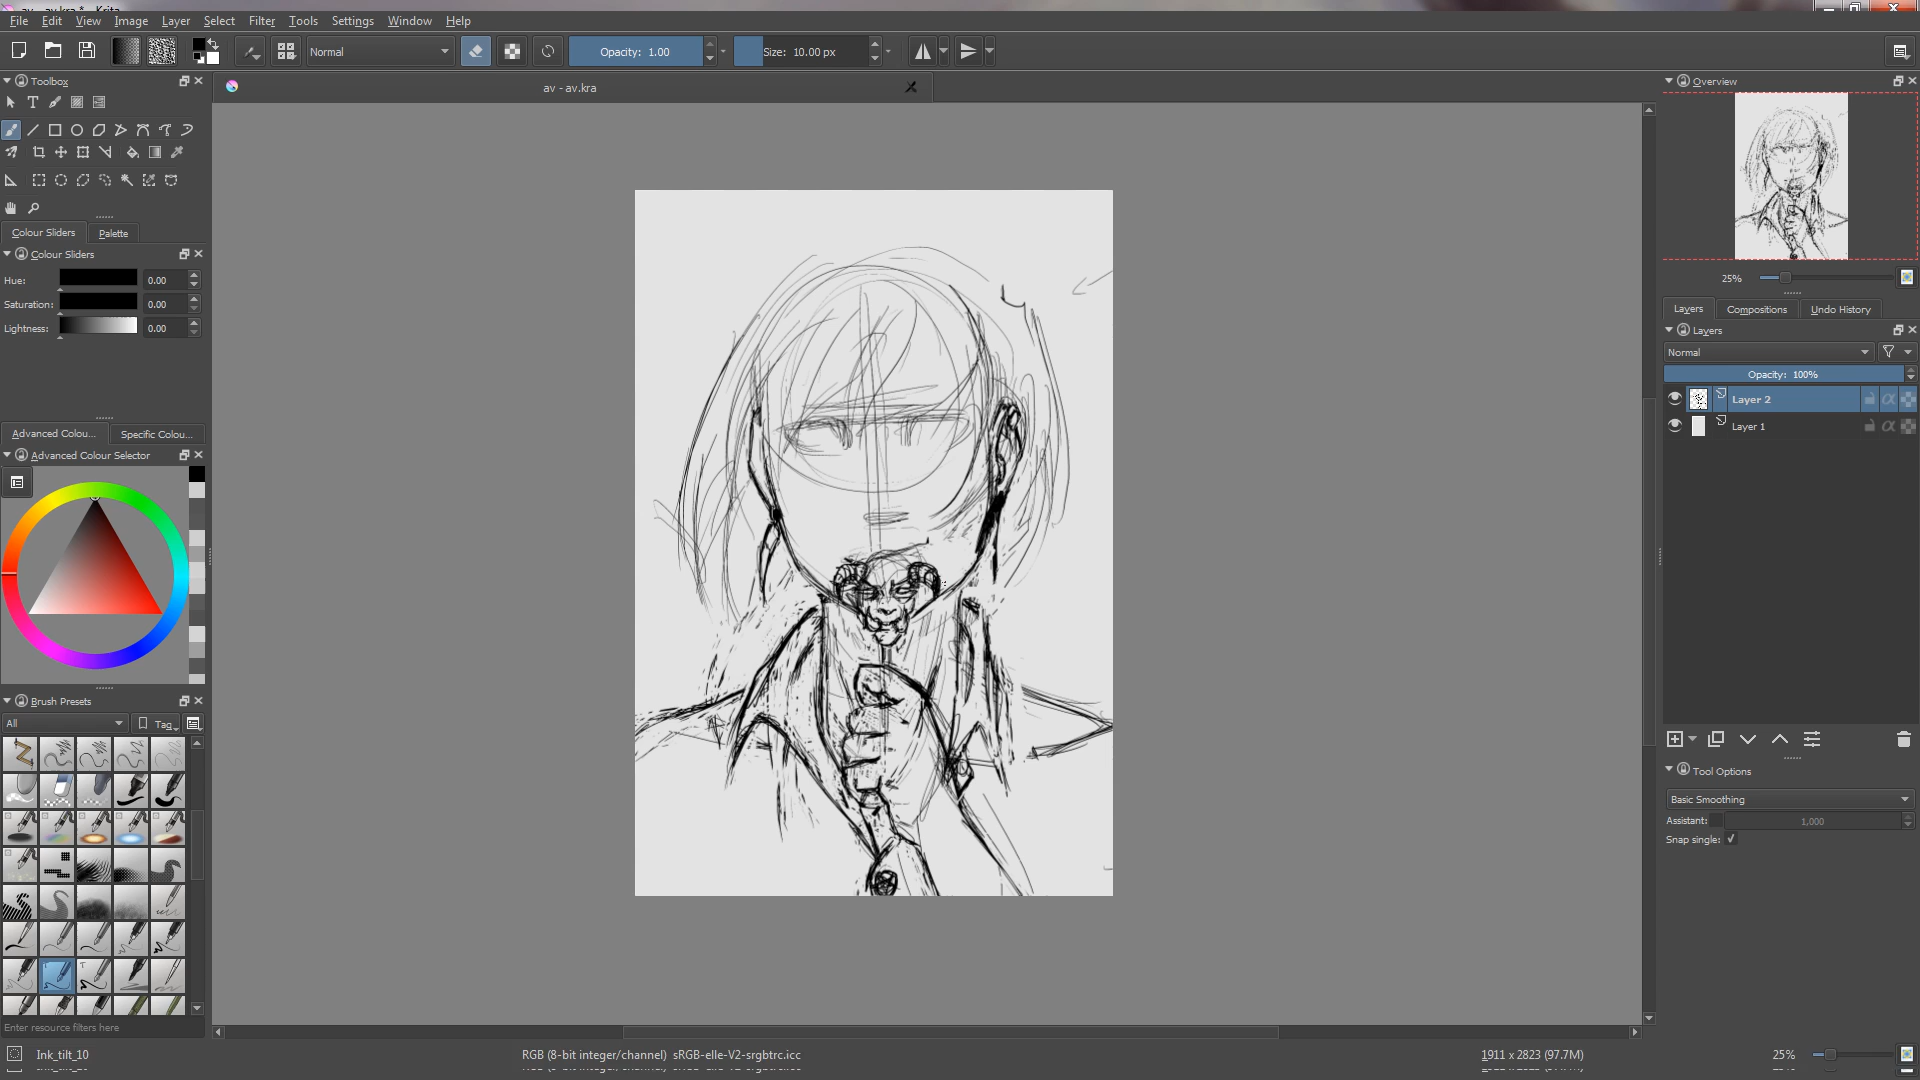 av - av.kra * - Krita
File Edit View Image Layer Select Filter Tools Settings Window Help
Normal Opacity: 1.00 Size: 10.00 px
Toolbox
av - av.kra
Overview
25%
Colour Sliders Palette
Colour Sliders
Hue: 0.00
Saturation: 0.00
Lightness: 0.00
Layers Compositions Undo History
Layers
Normal
Opacity: 100%
Layer 2
Layer 1
Advanced Colou... Specific Colou...
Advanced Colour Selector
Brush Presets
All Tag
Tool Options
Basic Smoothing
Assistant: 1,000
Snap single:
Enter resource filters here
Ink_tilt_10
RGB (8-bit integer/channel) sRGB-elle-V2-srgbtrc.icc
1911 x 2823 (97.7M)
25%